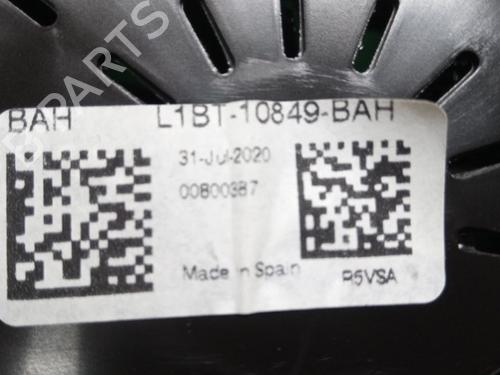 BAH L1BT-10849-BAH
31-Jul-2020
00800387
Made in Spain R5VSA